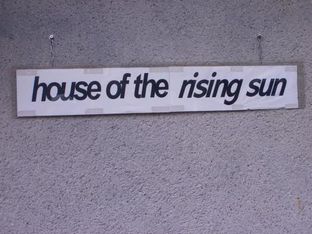 house of the rising sun